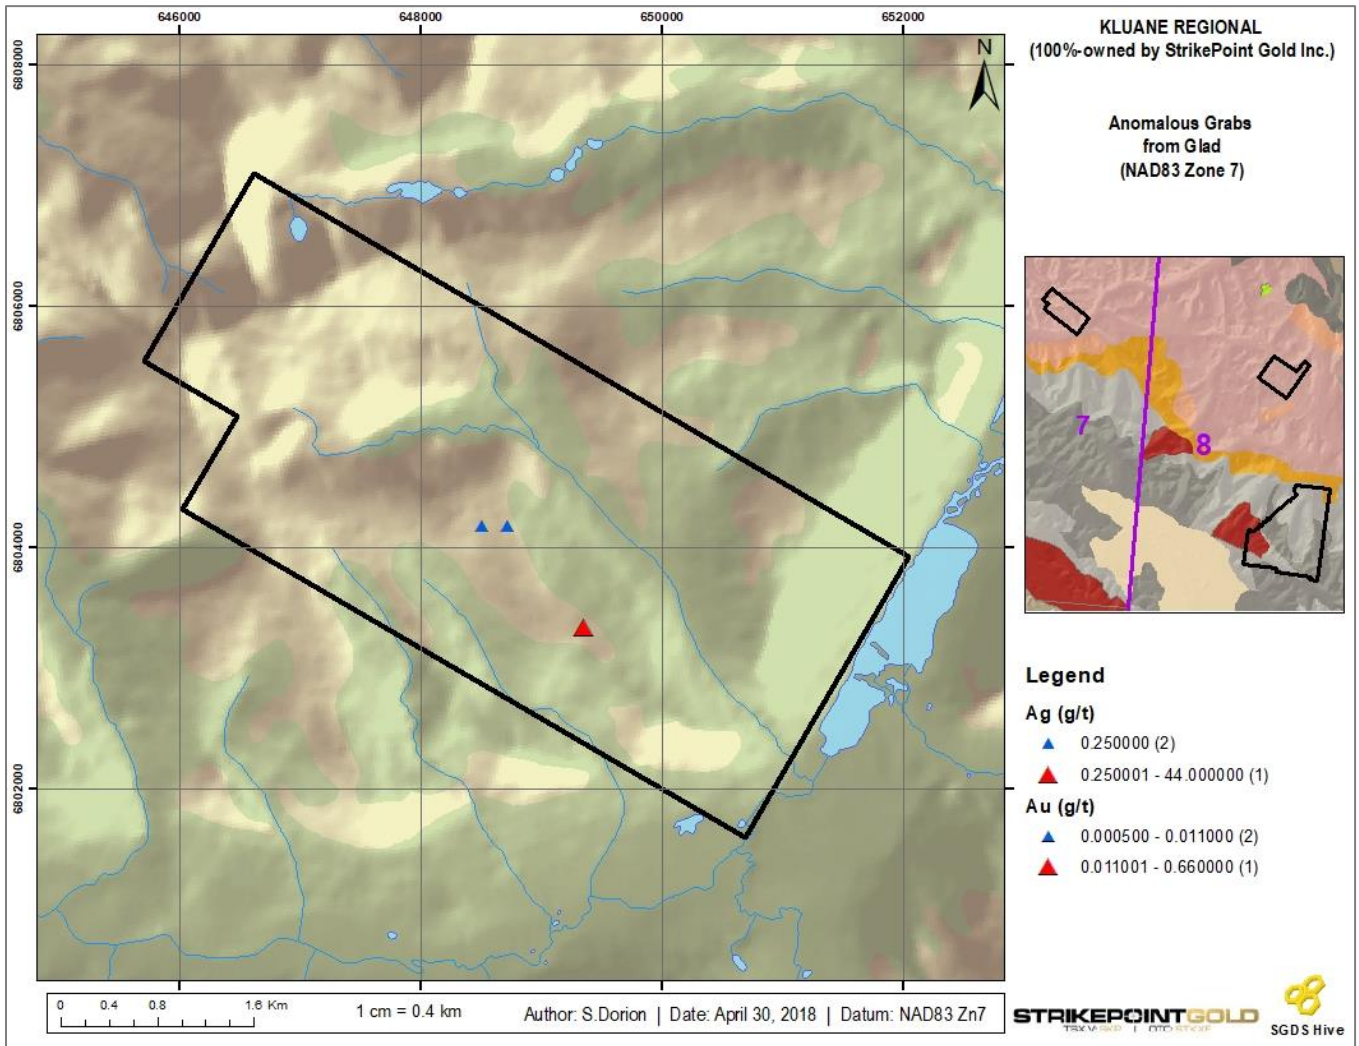 646000 648000 650000 652000
6808000
6806000
6804000
6802000
N
KLUANE REGIONAL
(100%-owned by StrikePoint Gold Inc.)
Anomalous Grabs
from Glad
(NAD83 Zone 7)
7
8
Legend
Ag (g/t)
0.250000 (2)
0.250001 - 44.000000 (1)
Au (g/t)
0.000500 - 0.011000 (2)
0.011001 - 0.660000 (1)
0 0.4 0.8 1.6 Km
1 cm = 0.4 km
Author: S.Dorion | Date: April 30, 2018 | Datum: NAD83 Zn7
STRIKEPOINTGOLD
SGDS Hive